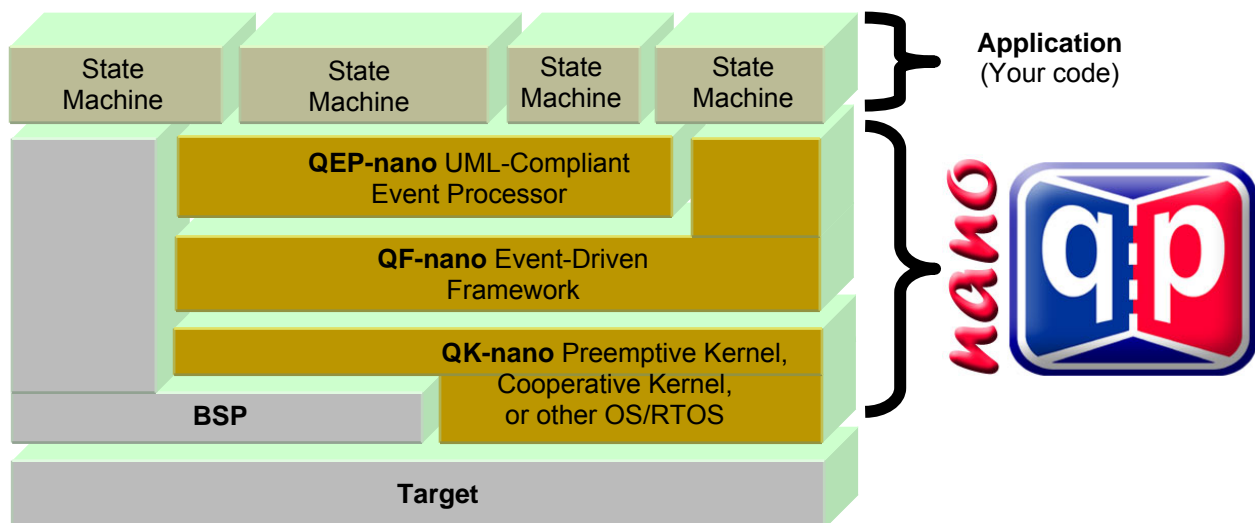 State
Machine
State
Machine
State
Machine
State
Machine
Application
(Your code)
QEP-nano UML-Compliant
Event Processor
QF-nano Event-Driven
Framework
QK-nano Preemptive Kernel,
Cooperative Kernel,
or other OS/RTOS
BSP
Target
nano
qp